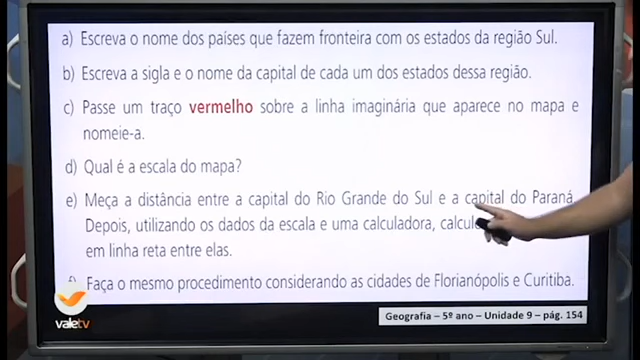 a) Escreva o nome dos países que fazem fronteira com os estados da região Sul.
b) Escreva a sigla e o nome da capital de cada um dos estados dessa região.
c) Passe um traço vermelho sobre a linha imaginária que aparece no mapa e
nomeie-a.
d) Qual é a escala do mapa?
e) Meça a distância entre a capital do Rio Grande do Sul e a capital do Paraná.
Depois, utilizando os dados da escala e uma calculadora,
em linha reta entre elas.
f) Faça o mesmo procedimento considerando as cidades de Florianópolis e Curitiba.
valetv
Geografia – 5º ano – Unidade 9 – pág. 154